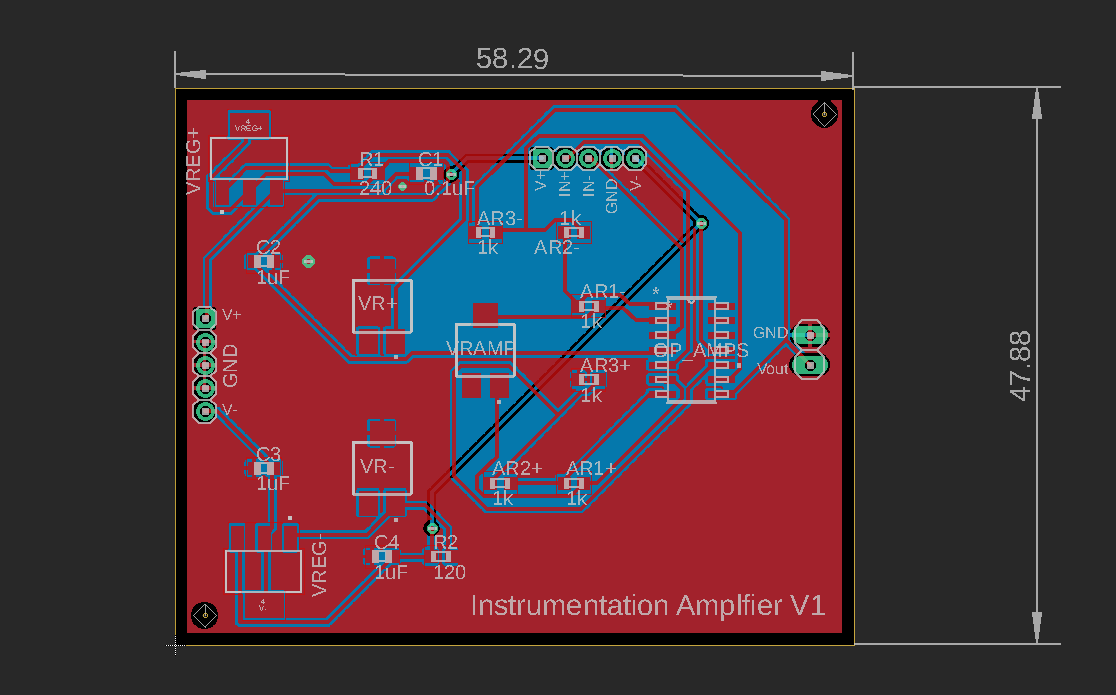 58.29
4
VREG+
VREG+
R1
C1
240
0.1uF
V+
IN+
IN-
GND
V-
AR3-
1k
1k
AR2-
C2
1uF
VR+
AR1-
1k
*
V+
GND
V-
VRAMP
OP_AMPS
GND
Vout
47.88
AR3+
1k
C3
1uF
VR-
AR2+
AR1+
1k
1k
VREG-
C4
R2
1uF
120
4
V-
Instrumentation Amplfier V1